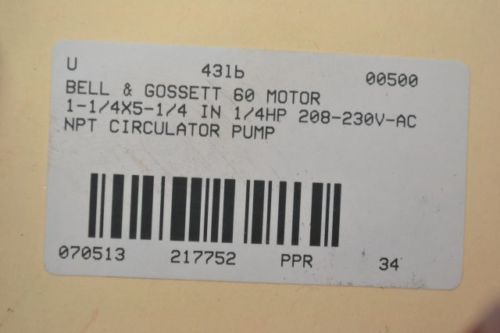 U 43lb 00500
BELL & GOSSETT 60 MOTOR
1-1/4X5-1/4 IN 1/4HP 208-230V-AC
NPT CIRCULATOR PUMP
070513 217752 PPR 34